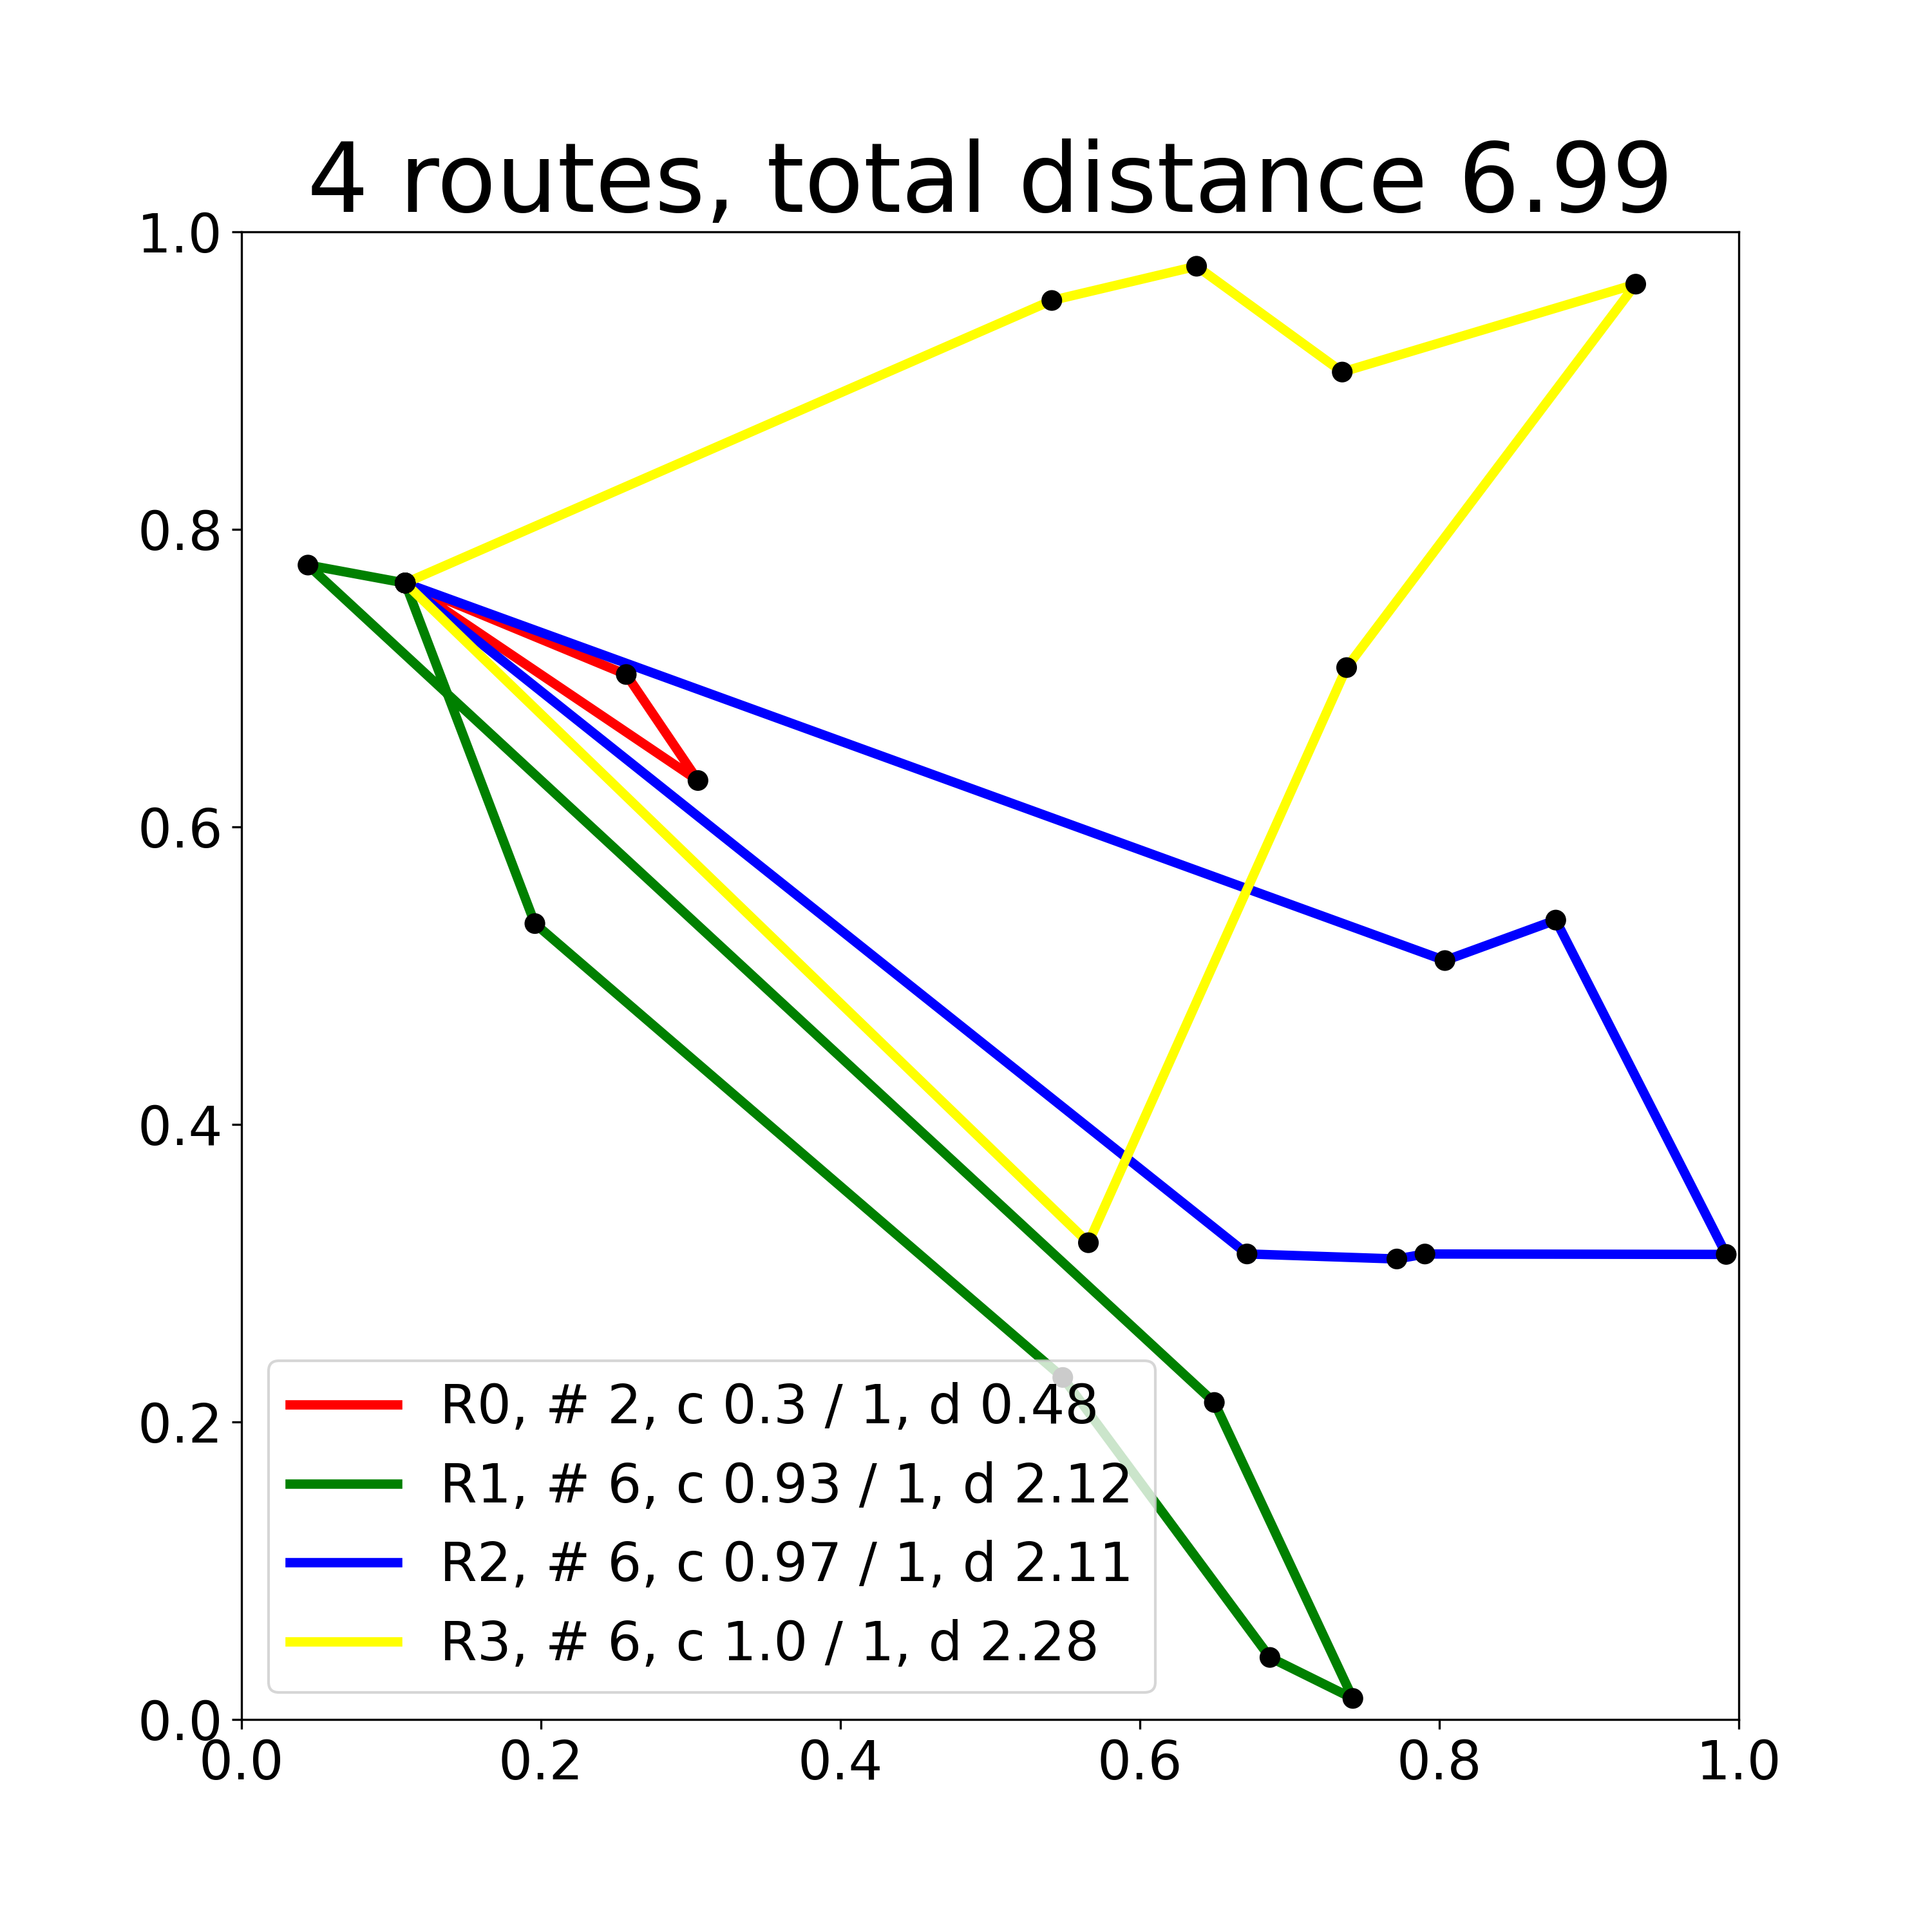 4 routes, total distance 6.99
1.0
0.8
0.6
0.4
0.2
0.0
R0, # 2, c 0.3 / 1, d 0.48
R1, # 6, c 0.93 / 1, d 2.12
R2, # 6, c 0.97 / 1, d 2.11
R3, # 6, c 1.0 / 1, d 2.28
0.0 0.2 0.4 0.6 0.8 1.0